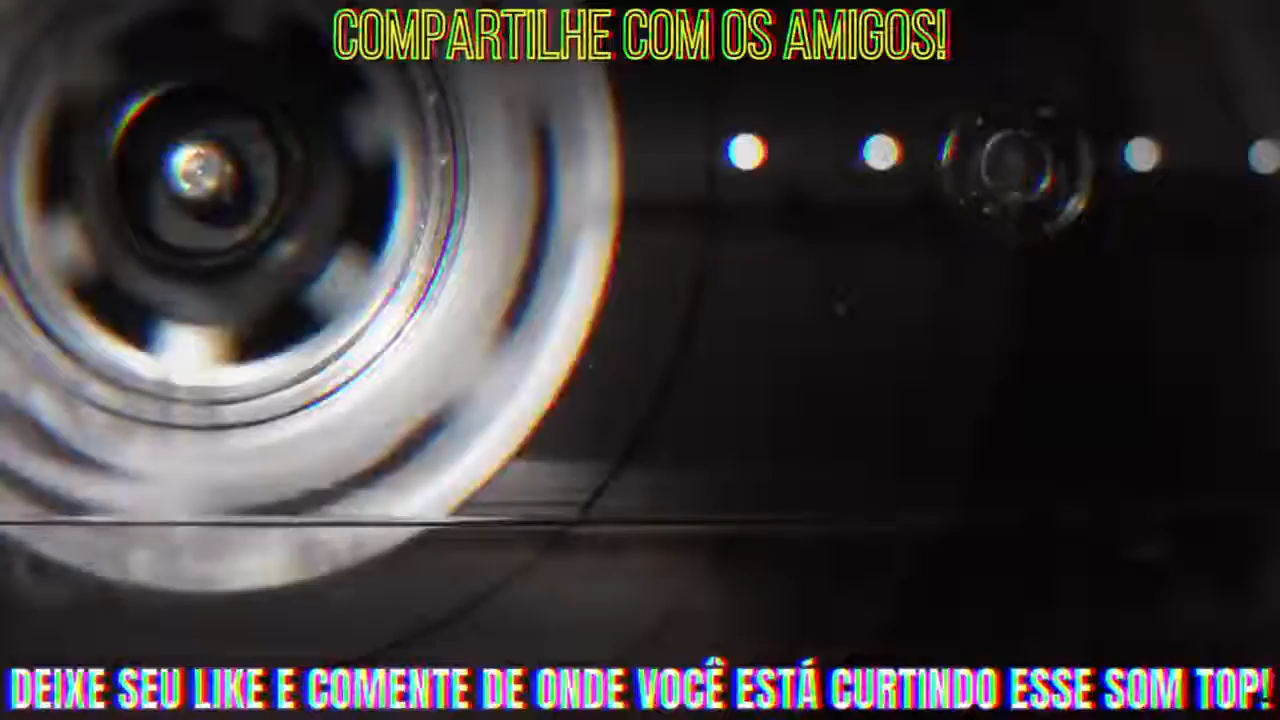 COMPARTILHE COM OS AMIGOS!
DEIXE SEU LIKE E COMENTE DE ONDE VOCÊ ESTÁ CURTINDO ESSE SOM TOP!